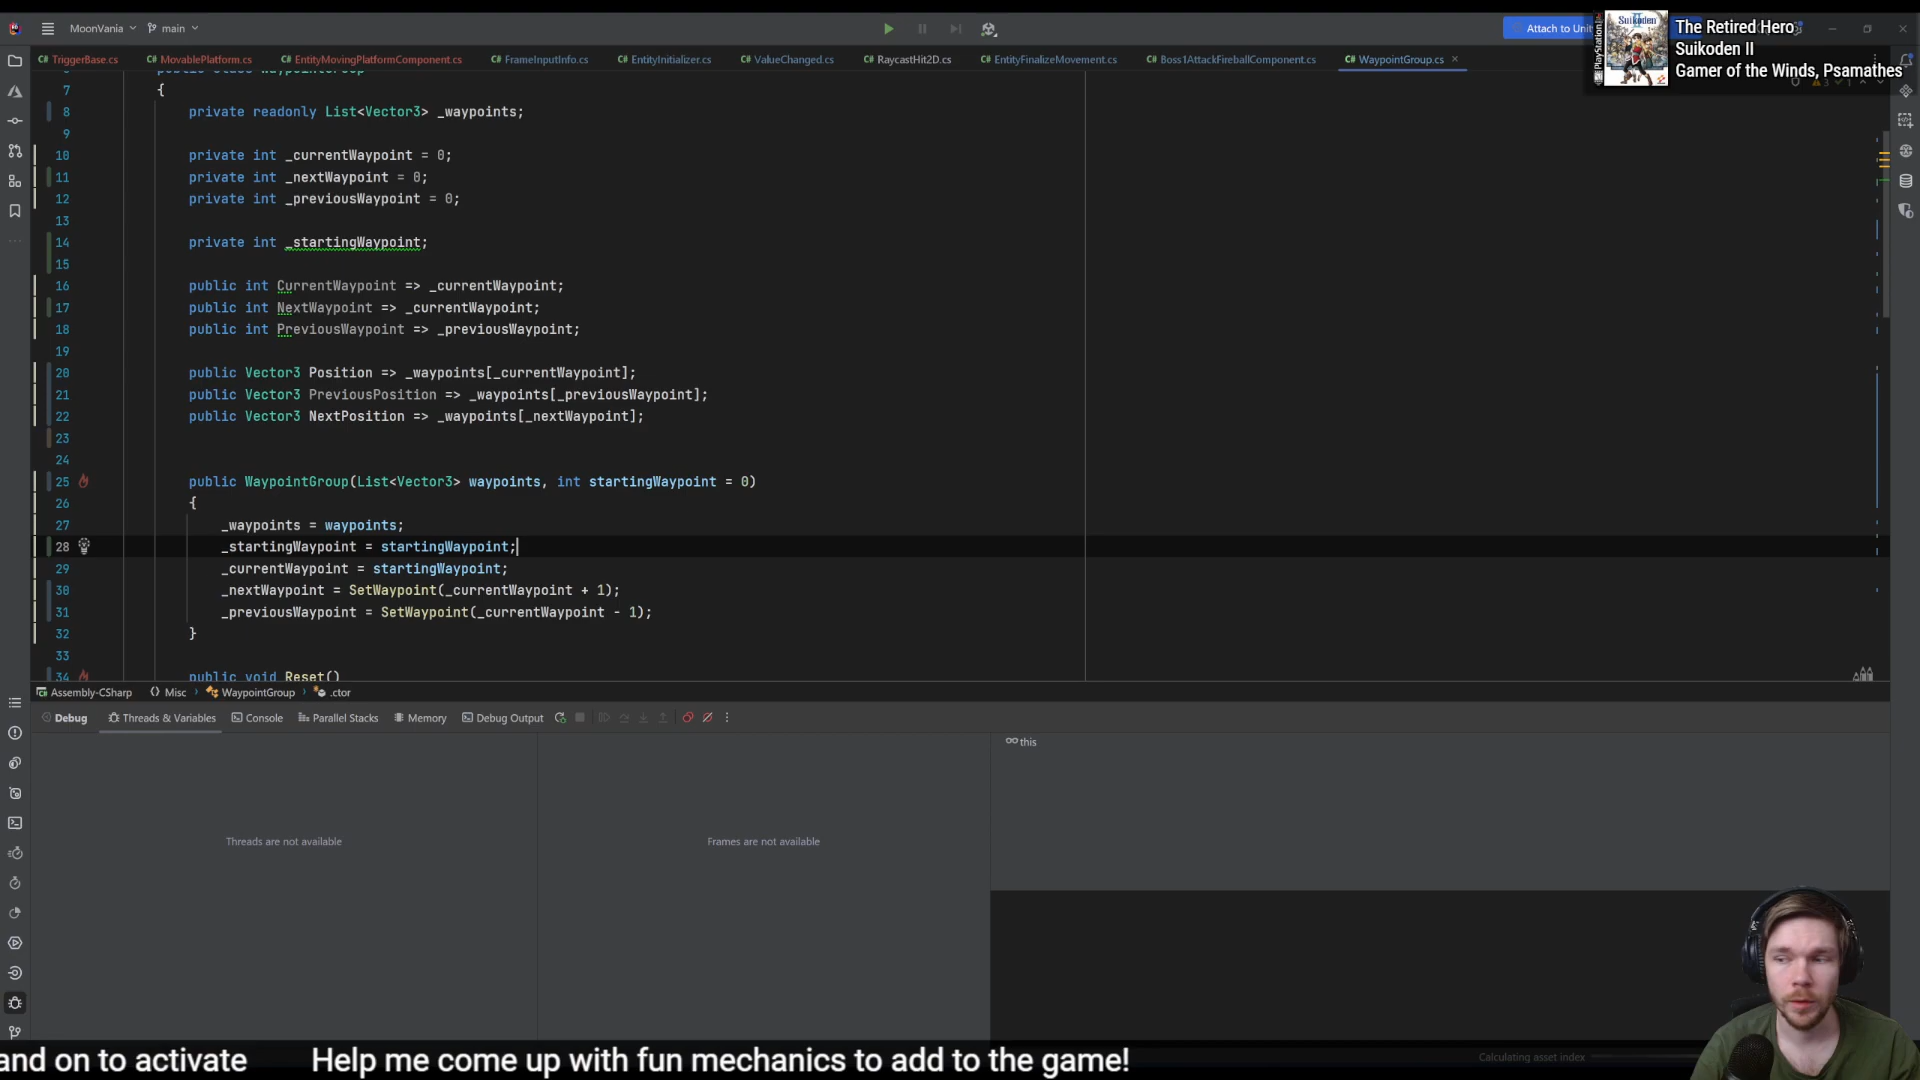 MoonVania
main
Attach to Unit
Suikoden
The Retired Hero
Suikoden II
Gamer of the Winds, Psamathes
C# TriggerBase.cs C# MovablePlatform.cs C# EntityMovingPlatformComponent.cs C# FrameInputInfo.cs C# EntityInitializer.cs C# ValueChanged.cs C# RaycastHit2D.cs C# EntityFinalizeMovement.cs C# Boss1AttackFireballComponent.cs C# WaypointGroup.cs
7 {
8 private readonly List<Vector3> _waypoints;
9
10 private int _currentWaypoint = 0;
11 private int _nextWaypoint = 0;
12 private int _previousWaypoint = 0;
13
14 private int _startingWaypoint;
15
16 public int CurrentWaypoint => _currentWaypoint;
17 public int NextWaypoint => _currentWaypoint;
18 public int PreviousWaypoint => _previousWaypoint;
19
20 public Vector3 Position => _waypoints[_currentWaypoint];
21 public Vector3 PreviousPosition => _waypoints[_previousWaypoint];
22 public Vector3 NextPosition => _waypoints[_nextWaypoint];
23
24
25 public WaypointGroup(List<Vector3> waypoints, int startingWaypoint = 0)
26 {
27 _waypoints = waypoints;
28 _startingWaypoint = startingWaypoint;
29 _currentWaypoint = startingWaypoint;
30 _nextWaypoint = SetWaypoint(_currentWaypoint + 1);
31 _previousWaypoint = SetWaypoint(_currentWaypoint - 1);
32 }
33
34 public void Reset()
Assembly-CSharp Misc WaypointGroup .ctor
Debug Threads & Variables Console Parallel Stacks Memory Debug Output
this
Threads are not available
Frames are not available
and on to activate Help me come up with fun mechanics to add to the game!
Calculating asset index